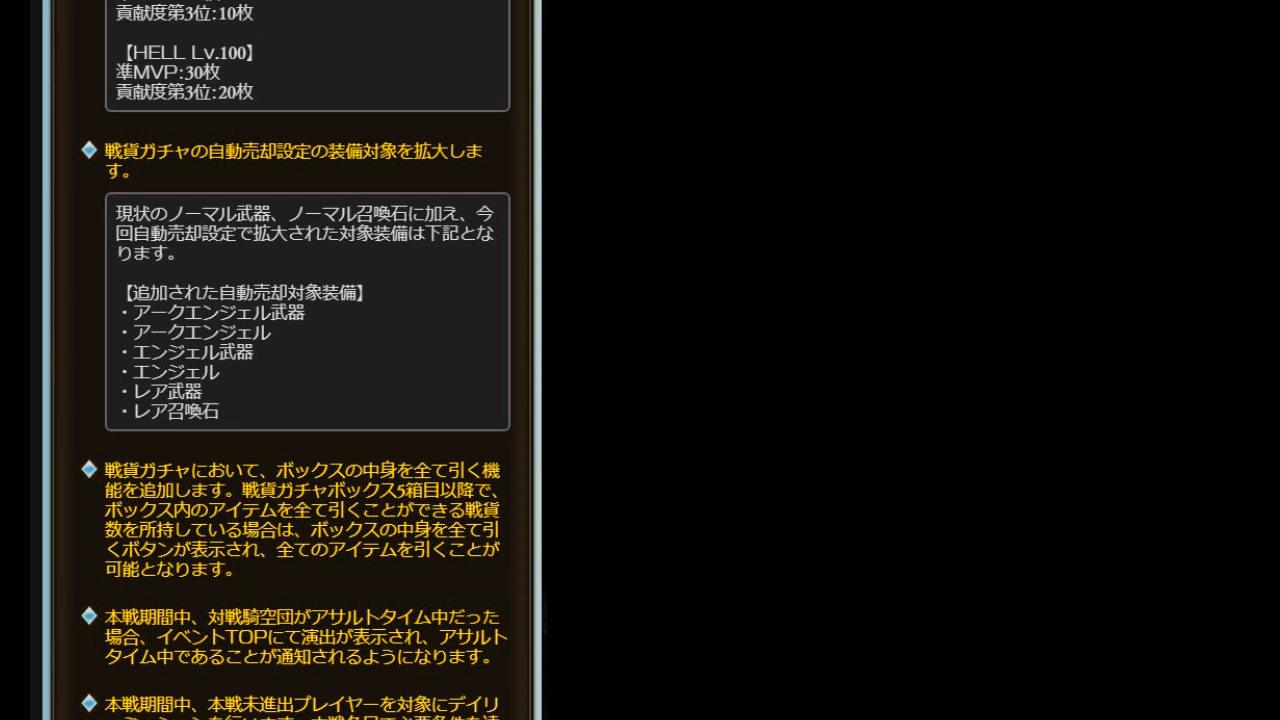 貢献度第3位:10枚
【HELL Lv.100】
準MVP:30枚
貢献度第3位:20枚
戦貨ガチャの自動売却設定の装備対象を拡大しま
す。
現状のノーマル武器、ノーマル召喚石に加え、今
回自動売却設定で拡大された対象装備は下記とな
ります。
【追加された自動売却対象装備】
・アークエンジェル武器
・アークエンジェル
・エンジェル武器
・エンジェル
・レア武器
・レア召喚石
戦貨ガチャにおいて、ボックスの中身を全て引く機
能を追加します。戦貨ガチャボックス5箱目以降で、
ボックス内のアイテムを全て引くことができる戦貨
数を所持している場合は、ボックスの中身を全て引
くボタンが表示され、全てのアイテムを引くことが
可能となります。
本戦期間中、対戦騎空団がアサルトタイム中だった
場合、イベントTOPにて演出が表示され、アサルト
タイム中であることが通知されるようになります。
本戦期間中、本戦未進出プレイヤーを対象にデイリ